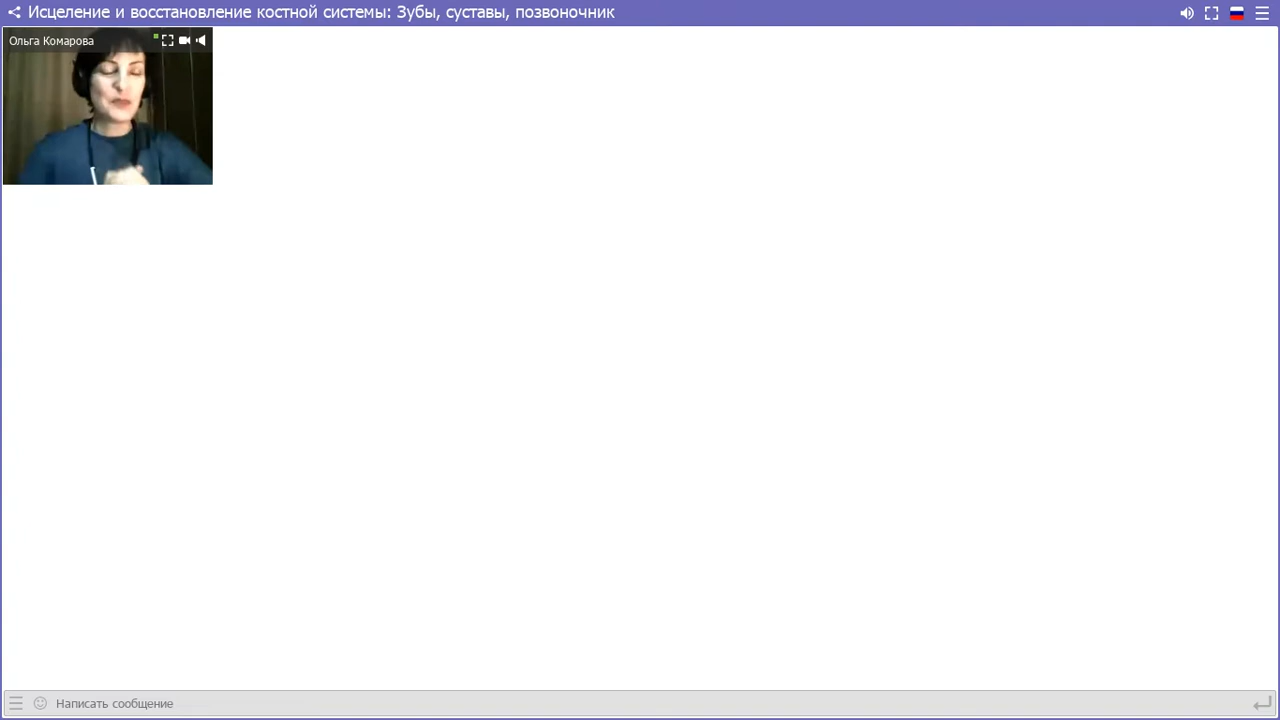 Исцеление и восстановление костной системы: Зубы, суставы, позвоночник
Ольга Комарова
Написать сообщение